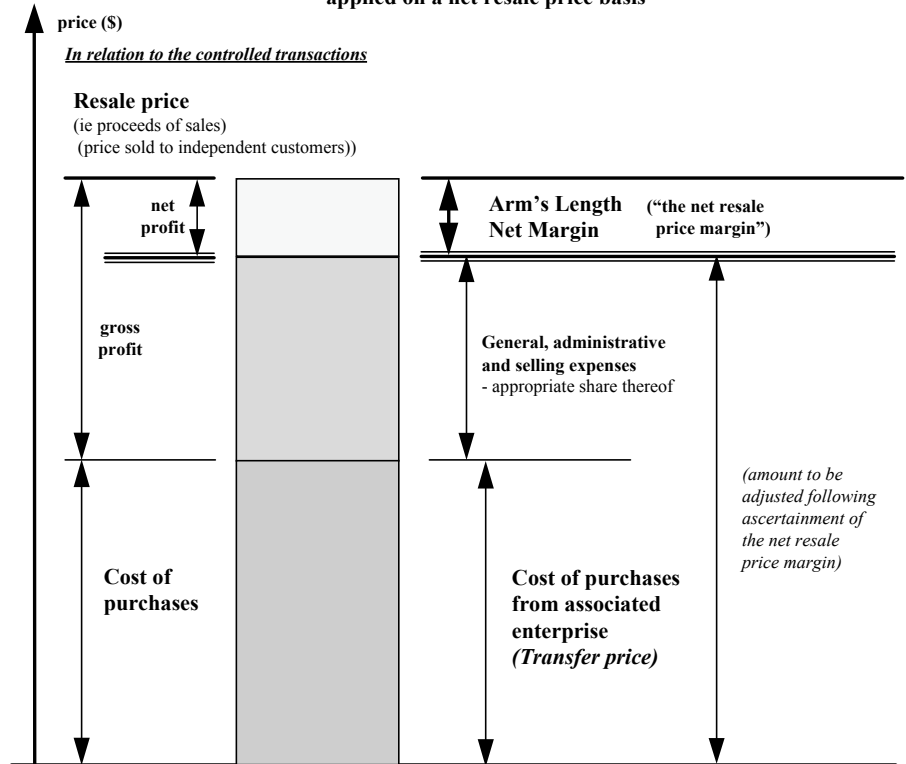 applied on a net resale price basis
price ($)
In relation to the controlled transactions
Resale price
(ie proceeds of sales)
(price sold to independent customers))
net
profit
Arm's Length
Net Margin
(“the net resale
price margin”)
gross
profit
General, administrative
and selling expenses
- appropriate share thereof
Cost of
purchases
Cost of purchases
from associated
enterprise
(Transfer price)
(amount to be
adjusted following
ascertainment of
the net resale
price margin)